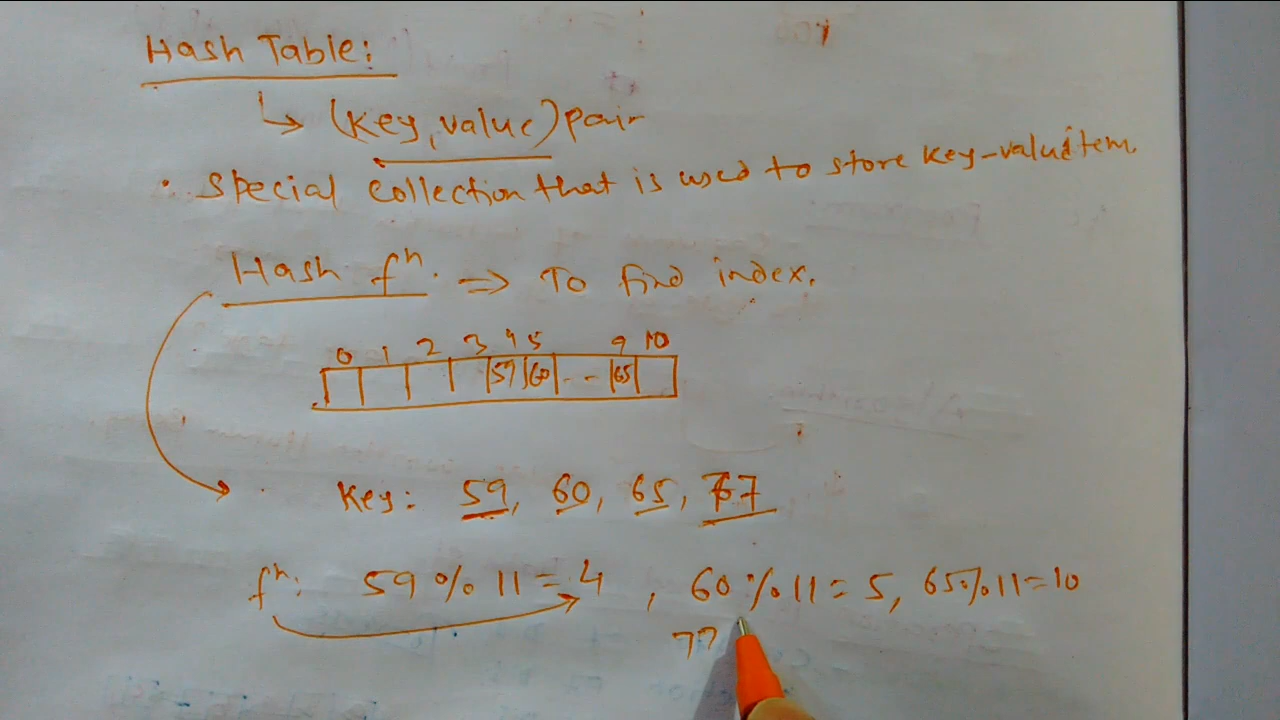 Hash Table:
↳ (Key, value) pair
• Special Collection that is used to store key-value item
Hash fⁿ. ⇒ To find index.
0 1 2 3 4 5 9 10
59 60 - - 65
Key: 59, 60, 65,
fⁿ: 59 % 11 = 4, 60 % 11 = 5, 65 % 11 = 10
77